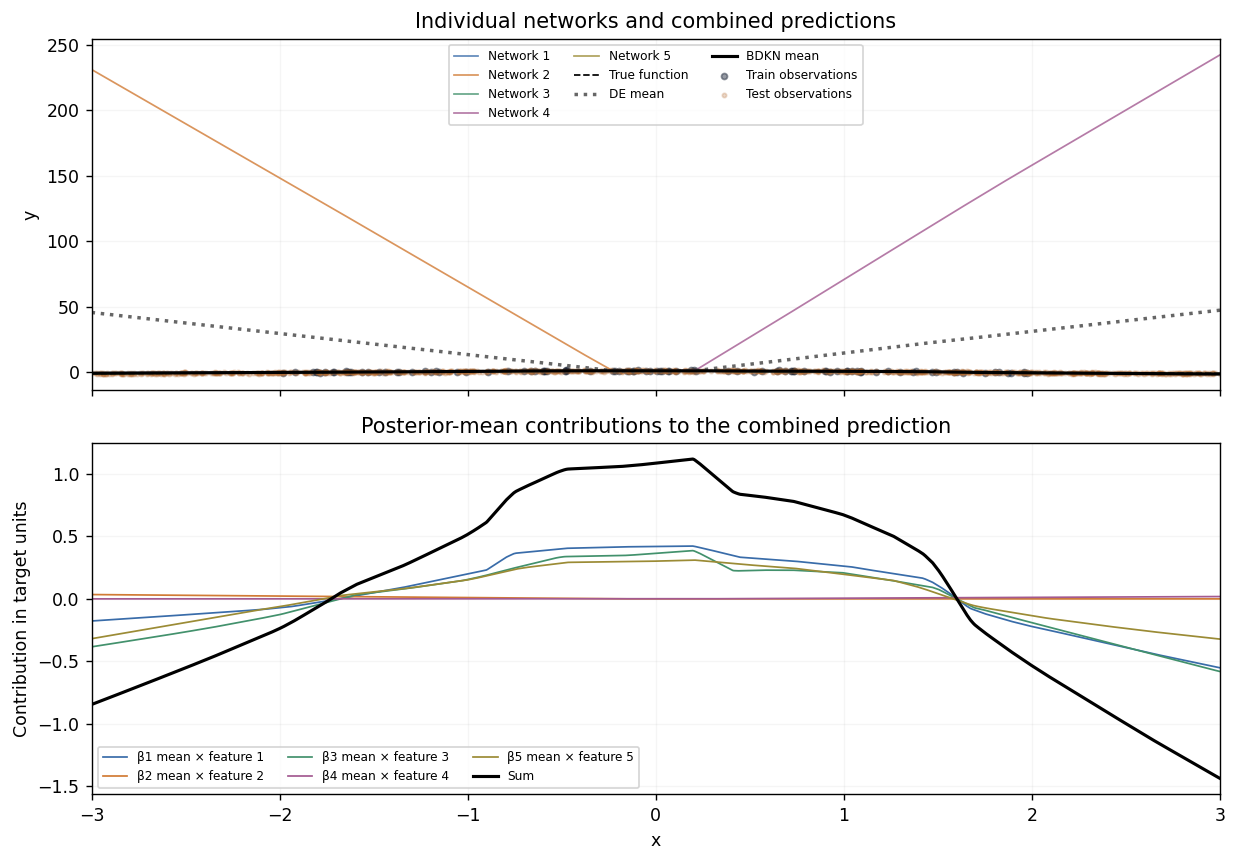 Individual networks and combined predictions
250
200
150
100
50
0
y
Network 1
Network 2
Network 3
Network 4
Network 5
True function
DE mean
BDKN mean
Train observations
Test observations
Posterior-mean contributions to the combined prediction
1.0
0.5
0.0
−0.5
−1.0
−1.5
Contribution in target units
β1 mean × feature 1
β2 mean × feature 2
β3 mean × feature 3
β4 mean × feature 4
β5 mean × feature 5
Sum
−3
−2
−1
0
1
2
3
x